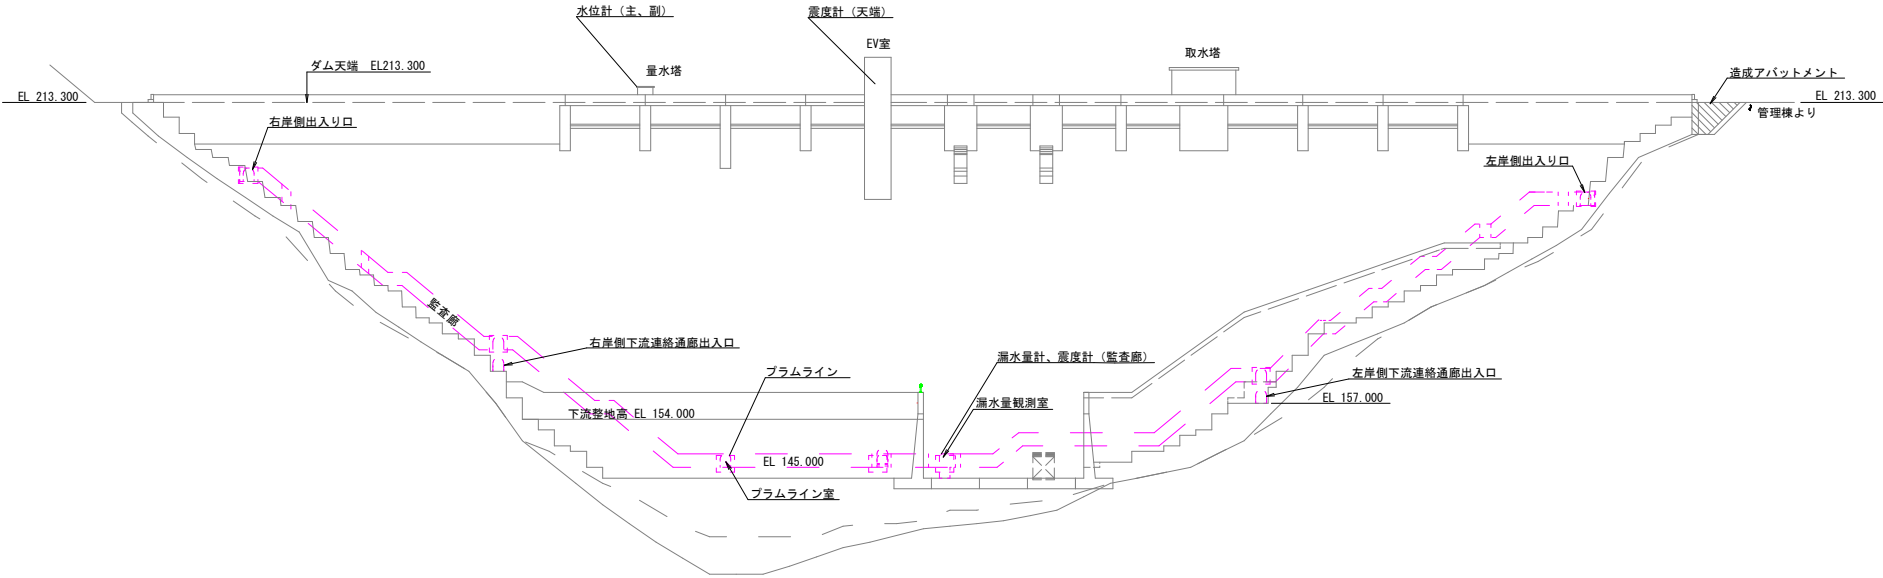 水位計（主、副）
震度計（天端）
EV室
取水塔
ダム天端　EL213.300
量水塔
造成アバットメント
EL 213.300
EL 213.300
管理棟より
右岸側出入り口
左岸側出入り口
監査廊
右岸側下流連絡通廊出入口
漏水量計、震度計（監査廊）
プラムライン
左岸側下流連絡通廊出入口
漏水量観測室
EL 157.000
下流整地高 EL 154.000
EL 145.000
プラムライン室